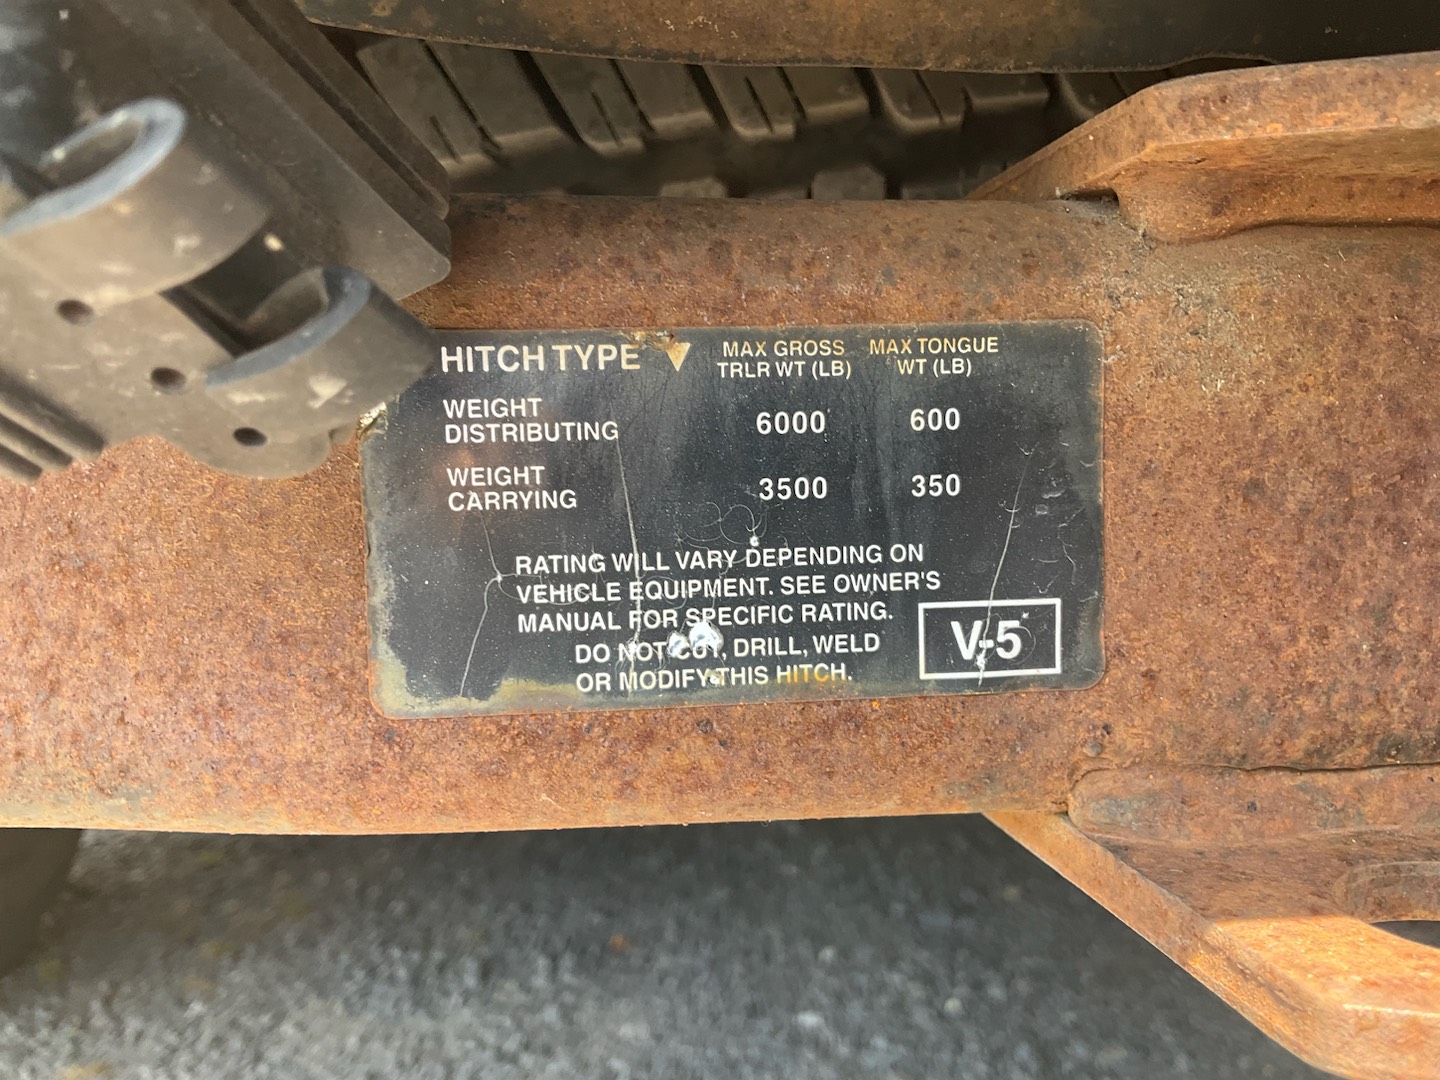 HITCH TYPE ▼ MAX GROSS TRLR WT (LB) MAX TONGUE WT (LB)
WEIGHT DISTRIBUTING 6000 600
WEIGHT CARRYING 3500 350
RATING WILL VARY DEPENDING ON
VEHICLE EQUIPMENT. SEE OWNER'S
MANUAL FOR SPECIFIC RATING.
DO NOT CUT, DRILL, WELD
OR MODIFY THIS HITCH.
V-5